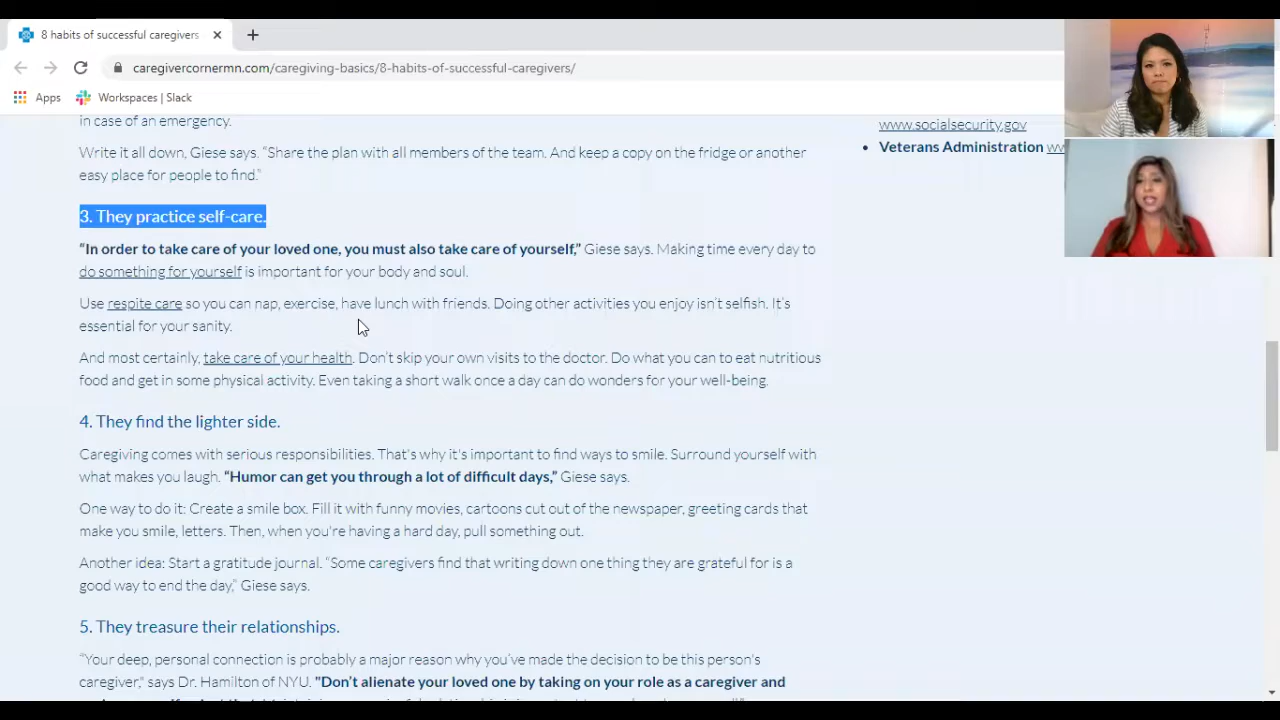 8 habits of successful caregivers
caregivercornermn.com/caregiving-basics/8-habits-of-successful-caregivers/
Apps
Workspaces | Slack
in case of an emergency.
Write it all down, Giese says. “Share the plan with all members of the team. And keep a copy on the fridge or another
easy place for people to find.”
3. They practice self-care.
“In order to take care of your loved one, you must also take care of yourself,” Giese says. Making time every day to
do something for yourself is important for your body and soul.
Use respite care so you can nap, exercise, have lunch with friends. Doing other activities you enjoy isn’t selfish. It’s
essential for your sanity.
And most certainly, take care of your health. Don’t skip your own visits to the doctor. Do what you can to eat nutritious
food and get in some physical activity. Even taking a short walk once a day can do wonders for your well-being.
4. They find the lighter side.
Caregiving comes with serious responsibilities. That's why it's important to find ways to smile. Surround yourself with
what makes you laugh. “Humor can get you through a lot of difficult days,” Giese says.
One way to do it: Create a smile box. Fill it with funny movies, cartoons cut out of the newspaper, greeting cards that
make you smile, letters. Then, when you're having a hard day, pull something out.
Another idea: Start a gratitude journal. “Some caregivers find that writing down one thing they are grateful for is a
good way to end the day,” Giese says.
5. They treasure their relationships.
“Your deep, personal connection is probably a major reason why you’ve made the decision to be this person's
caregiver," says Dr. Hamilton of NYU. "Don’t alienate your loved one by taking on your role as a caregiver and
www.socialsecurity.gov
• Veterans Administration